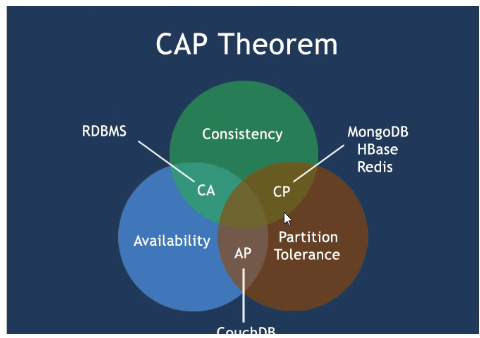 CAP Theorem
RDBMS
Consistency
MongoDB
HBase
Redis
CA
CP
Availability
AP
Partition
Tolerance
CouchDB